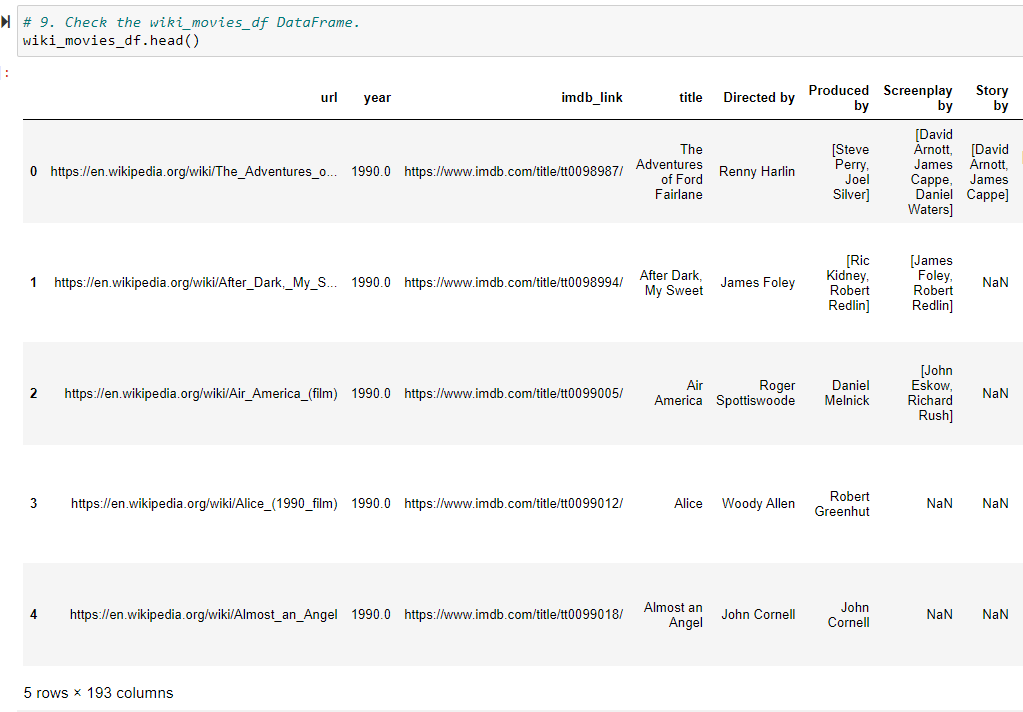 # 9. Check the wiki_movies_df DataFrame.
wiki_movies_df.head()
:
url year imdb_link title Directed by Produced by Screenplay by Story by
0 https://en.wikipedia.org/wiki/The_Adventures_o... 1990.0 https://www.imdb.com/title/tt0098987/ The Adventures of Ford Fairlane Renny Harlin [Steve Perry, Joel Silver] [David Arnott, James Cappe, Daniel Waters] [David Arnott, James Cappe]
1 https://en.wikipedia.org/wiki/After_Dark,_My_S... 1990.0 https://www.imdb.com/title/tt0098994/ After Dark, My Sweet James Foley [Ric Kidney, Robert Redlin] [James Foley, Robert Redlin] NaN
2 https://en.wikipedia.org/wiki/Air_America_(film) 1990.0 https://www.imdb.com/title/tt0099005/ Air America Roger Spottiswoode Daniel Melnick [John Eskow, Richard Rush] NaN
3 https://en.wikipedia.org/wiki/Alice_(1990_film) 1990.0 https://www.imdb.com/title/tt0099012/ Alice Woody Allen Robert Greenhut NaN NaN
4 https://en.wikipedia.org/wiki/Almost_an_Angel 1990.0 https://www.imdb.com/title/tt0099018/ Almost an Angel John Cornell John Cornell NaN NaN
5 rows × 193 columns